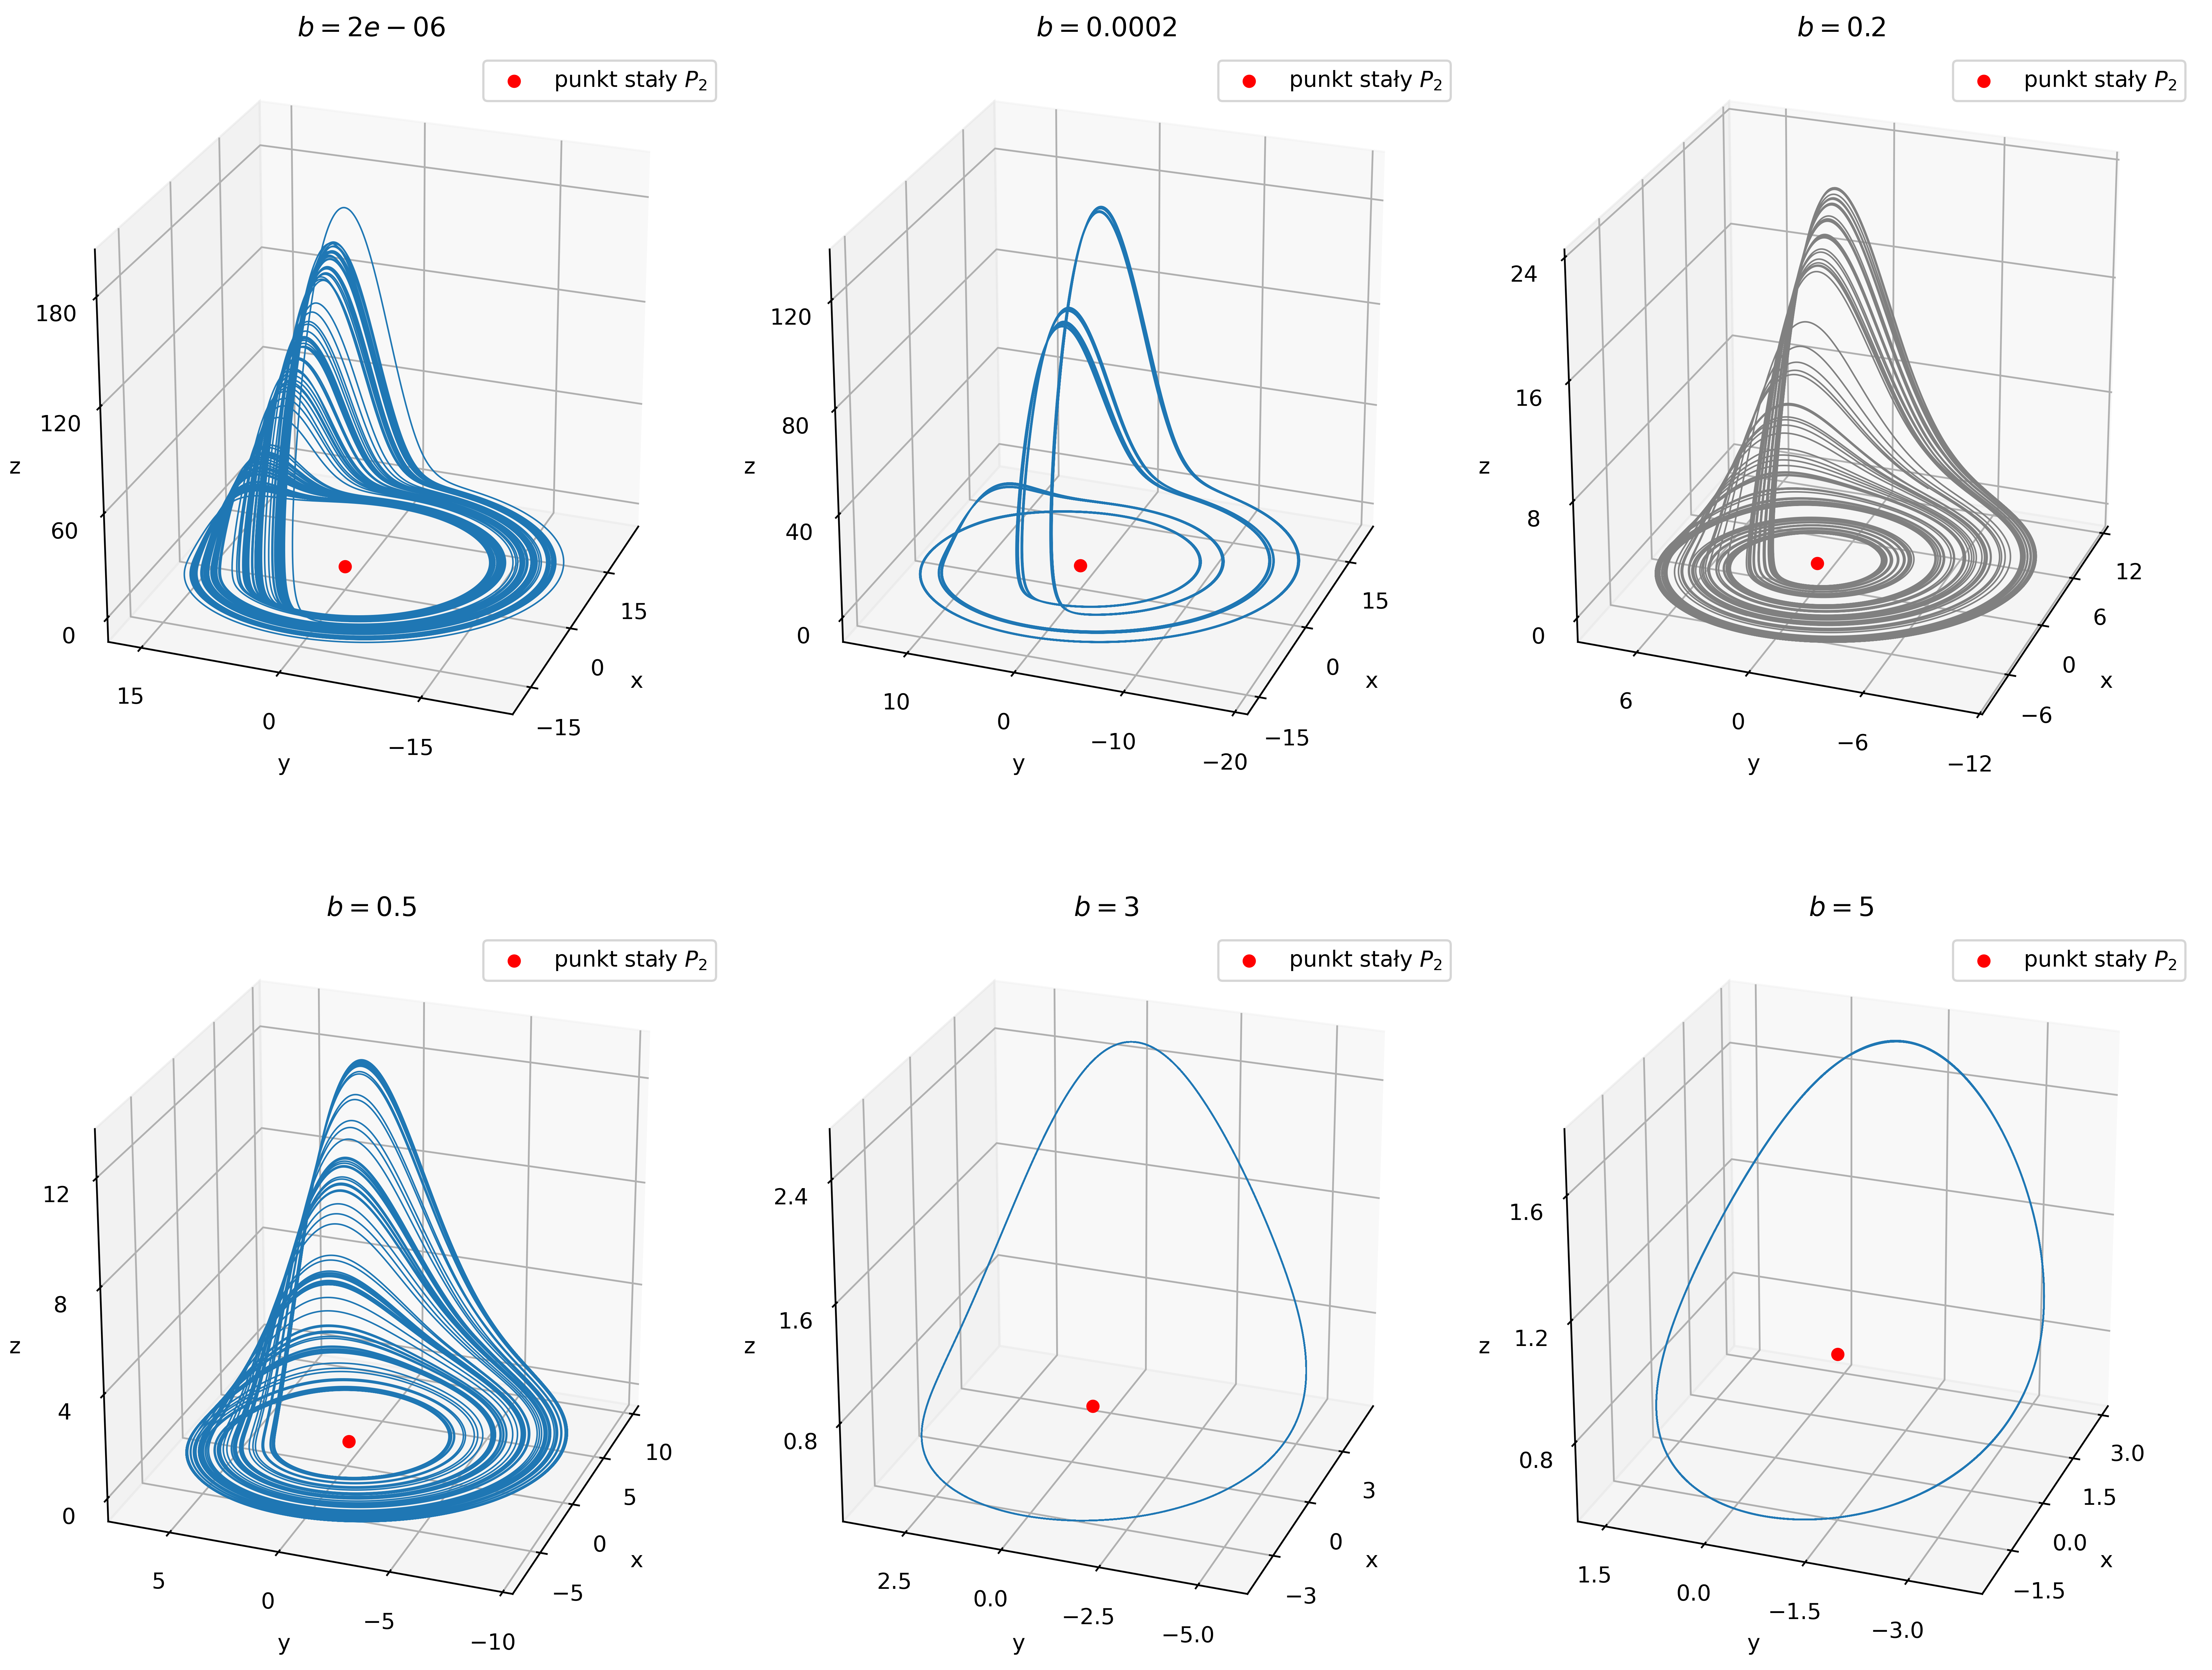 b = 2e − 06
punkt stały P₂
180
120
60
0
z
15
0
−15
y
15
0
−15
x
b = 0.0002
punkt stały P₂
120
80
40
0
z
10
0
−10
−20
y
15
0
−15
x
b = 0.2
punkt stały P₂
24
16
8
0
z
6
0
−6
−12
y
12
6
0
−6
x
b = 0.5
punkt stały P₂
12
8
4
0
z
5
0
−5
−10
y
10
5
0
−5
x
b = 3
punkt stały P₂
2.4
1.6
0.8
z
2.5
0.0
−2.5
−5.0
y
3
0
−3
x
b = 5
punkt stały P₂
1.6
1.2
0.8
z
1.5
0.0
−1.5
−3.0
y
3.0
1.5
0.0
−1.5
x